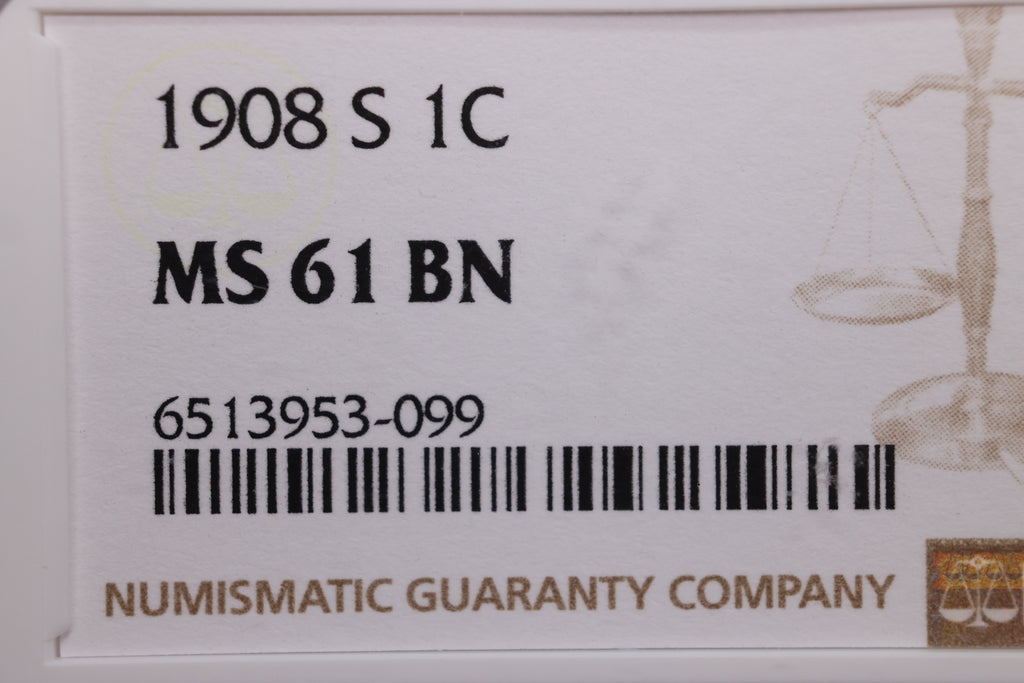 1908 S 1C
MS 61 BN
6513953-099
NUMISMATIC GUARANTY COMPANY